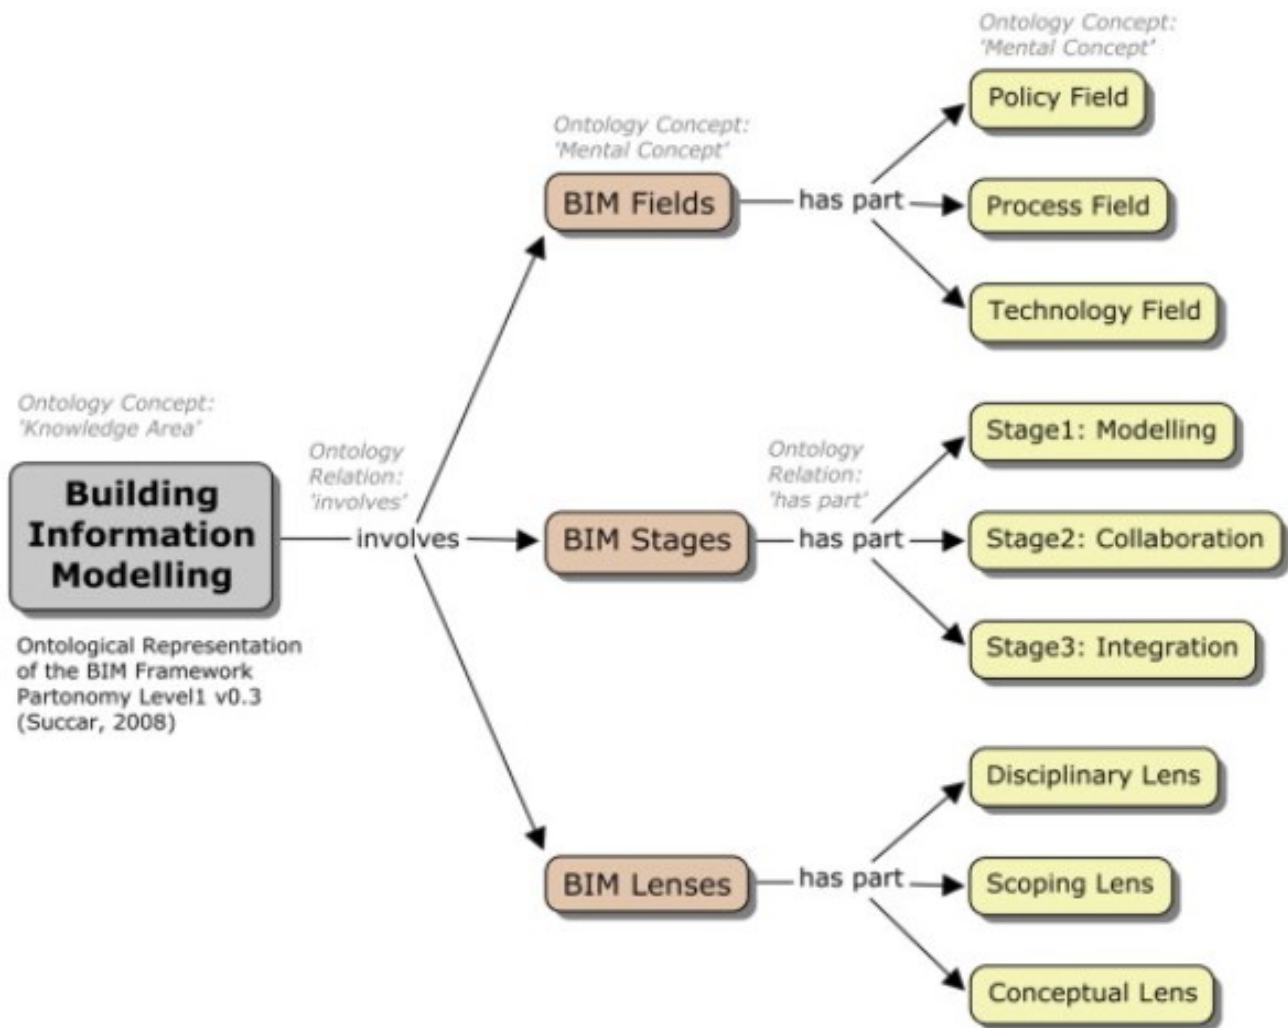 Ontology Concept:
'Mental Concept'
Policy Field
Ontology Concept:
'Mental Concept'
BIM Fields
has part
Process Field
Technology Field
Ontology Concept:
'Knowledge Area'
Building
Information
Modelling
Ontology
Relation:
'involves'
involves
Ontological Representation
of the BIM Framework
Partonomy Level1 v0.3
(Succar, 2008)
BIM Stages
Ontology
Relation:
'has part'
has part
Stage1: Modelling
Stage2: Collaboration
Stage3: Integration
BIM Lenses
has part
Disciplinary Lens
Scoping Lens
Conceptual Lens